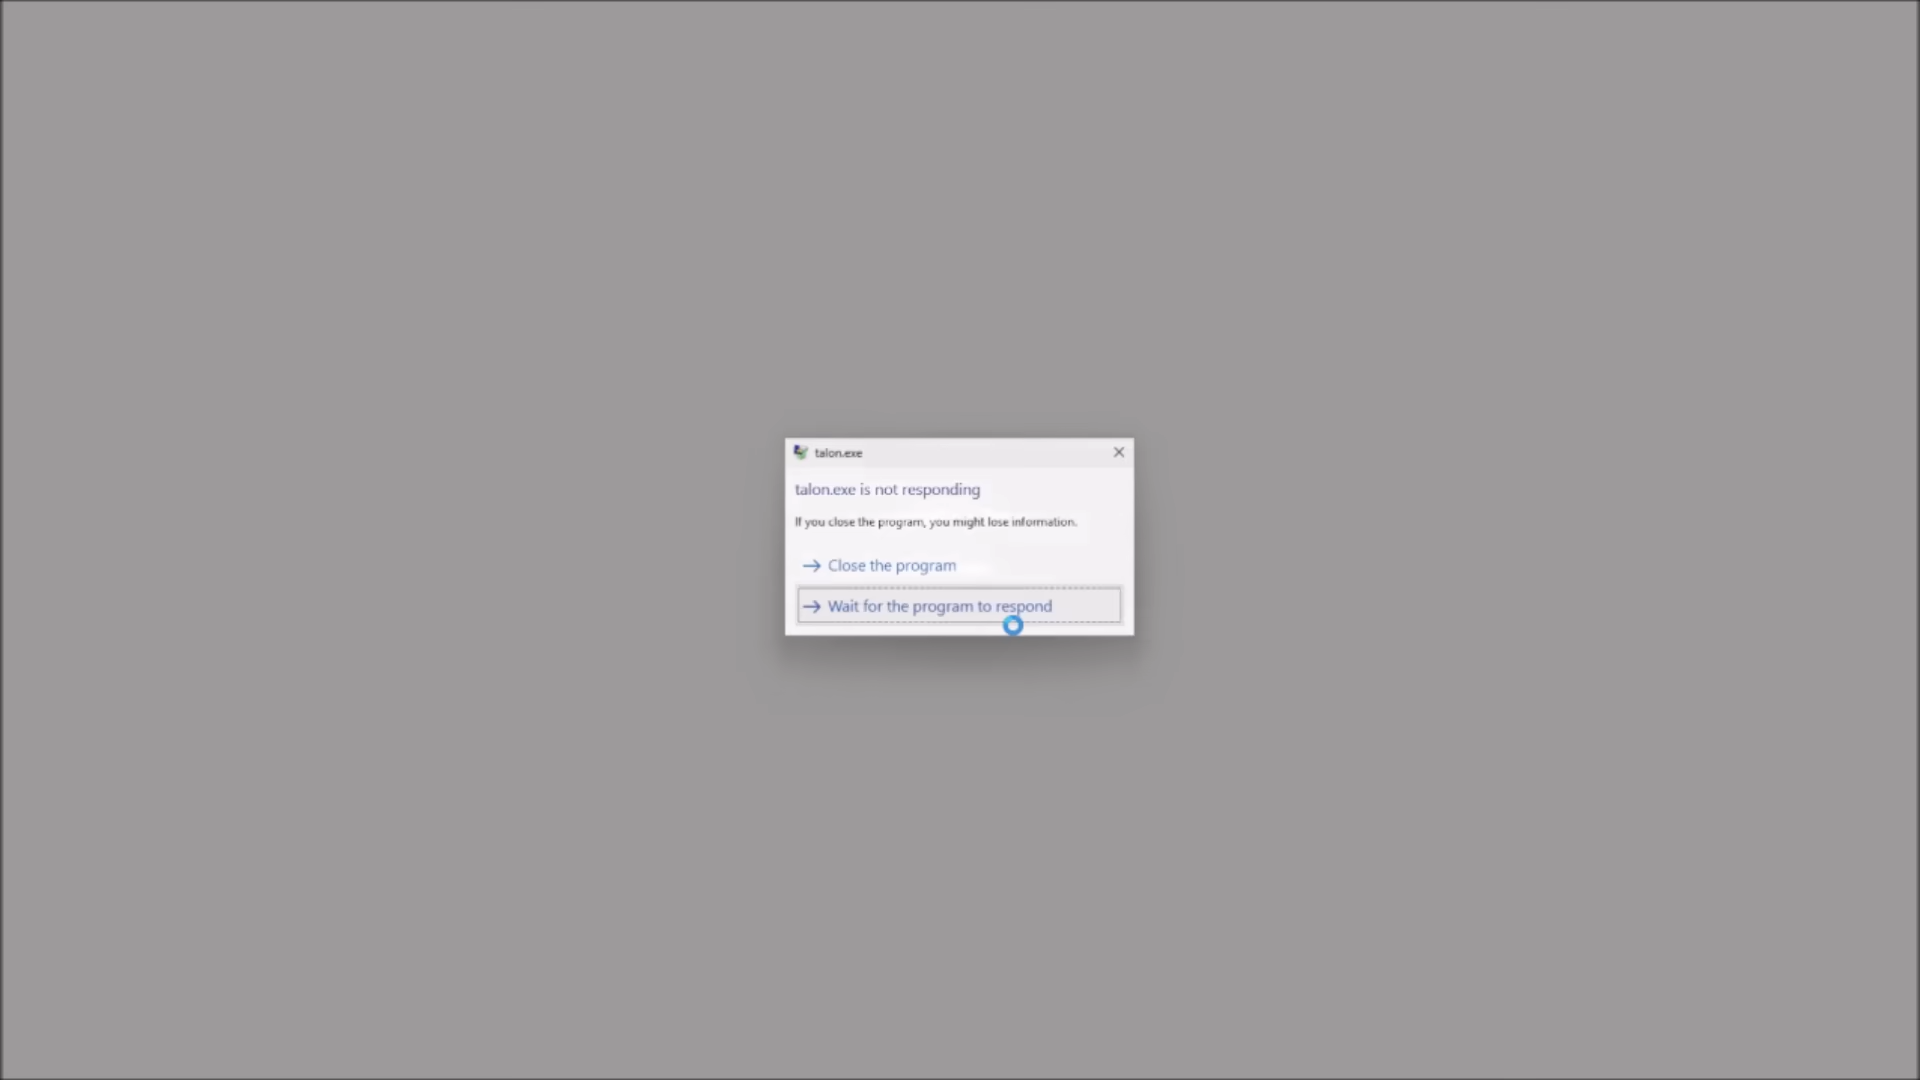 talon.exe
talon.exe is not responding
If you close the program, you might lose information.
Close the program
Wait for the program to respond